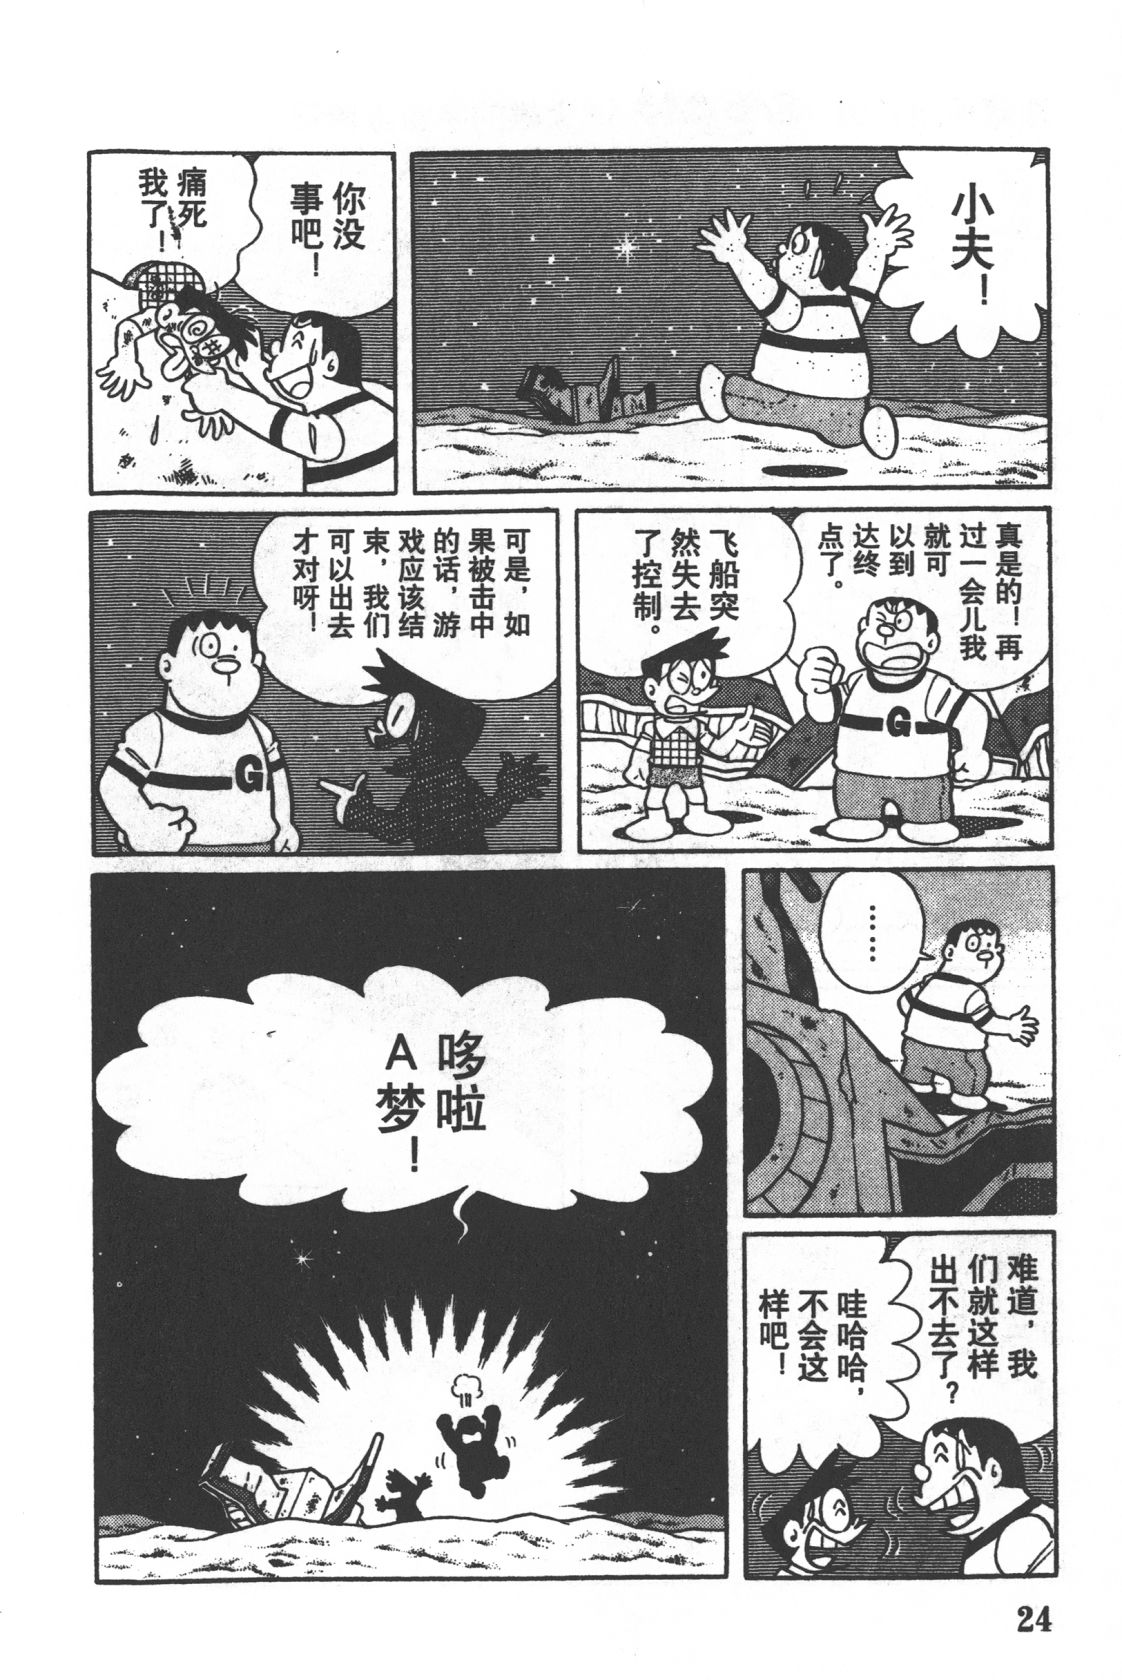 小夫！
你没
事吧！
痛死
我了！
真是的！再
过一会儿我
就可
以到
达终
点了。
飞船突
然失去
了控制。
G
可是，如
果被击中
的话，游
戏应该结
束，我们
可以出去
才对呀！
G
……
难道，我
们就这样
出不去了？
哇哈哈，
不会这
样吧！
哆啦
A梦！
24